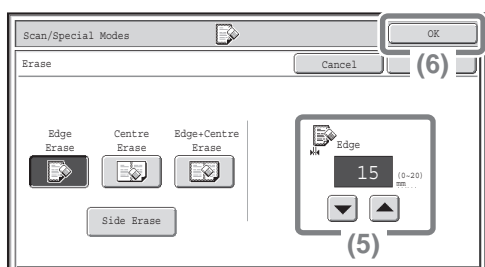 Scan/Special Modes
OK
Erase
Cancel
(6)
Edge
Erase
Centre
Erase
Edge+Centre
Erase
Edge
15
(0~20)
mm
Side Erase
(5)